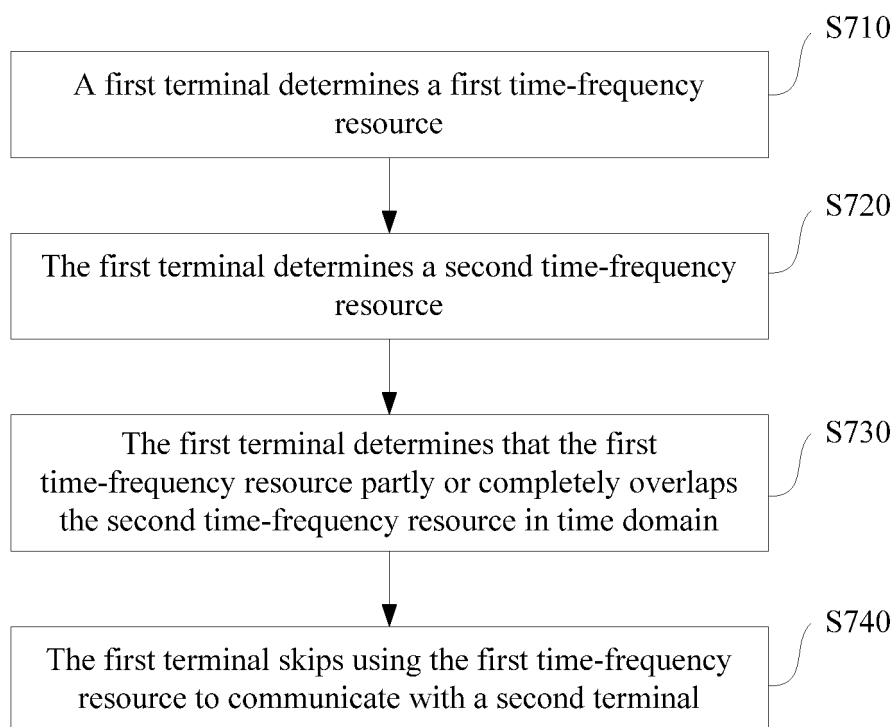 S710
A first terminal determines a first time-frequency
resource
S720
The first terminal determines a second time-frequency
resource
S730
The first terminal determines that the first
time-frequency resource partly or completely overlaps
the second time-frequency resource in time domain
S740
The first terminal skips using the first time-frequency
resource to communicate with a second terminal